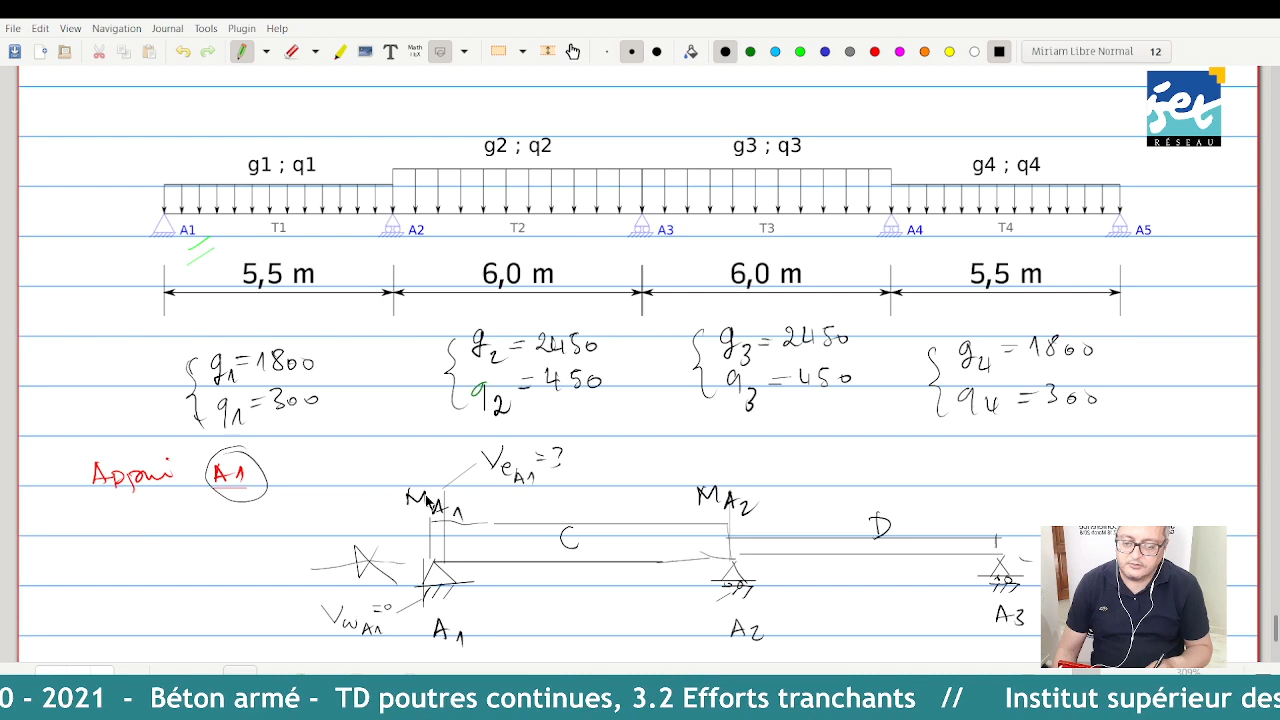 File Edit View Navigation Journal Tools Plugin Help
Miriam Libre Normal 12
g1 ; q1
g2 ; q2
g3 ; q3
g4 ; q4
A1 T1 A2 T2 A3 T3 A4 T4 A5
5,5 m 6,0 m 6,0 m 5,5 m
g1 = 1800
q1 = 300
g2 = 2450
q2 = 450
g3 = 2450
q3 = 450
g4 = 1800
q4 = 300
Appui A1
VeA1 = ?
MA1
MA2
C
D
VwA1 = 0
A1
A2
A3
jset
RÉSEAU
309%
0 - 2021 - Béton armé - TD poutres continues, 3.2 Efforts tranchants // Institut supérieur des